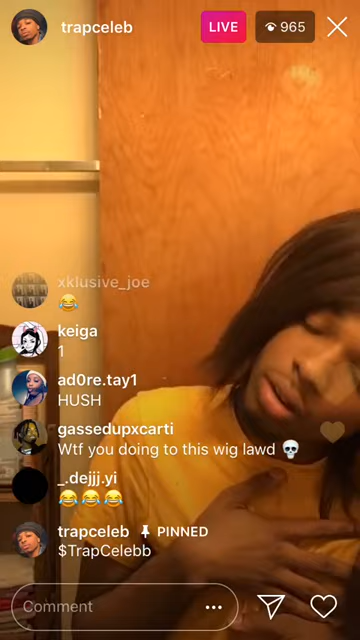 trapceleb
LIVE
965
xklusive_joe
😂
keiga
1
ad0re.tay1
HUSH
gassedupxcarti
Wtf you doing to this wig lawd 💀
_.dejjj.yi
😂😂😂
trapceleb PINNED
$TrapCelebb
Comment